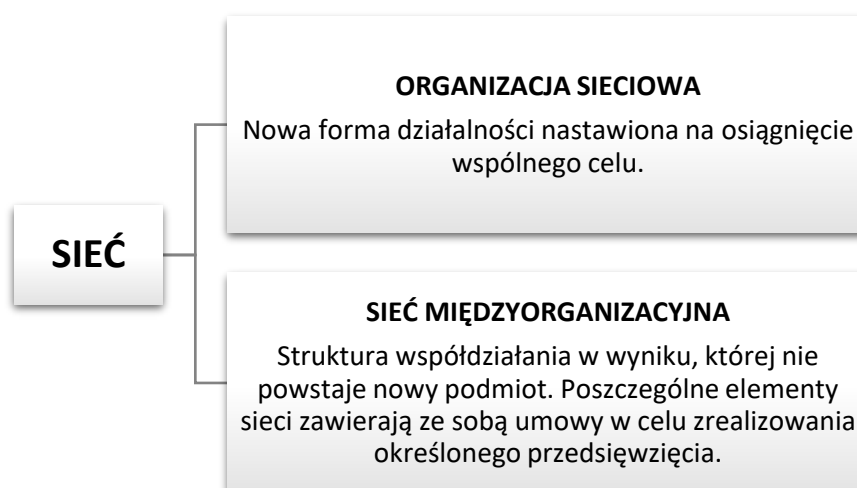 SIEĆ
ORGANIZACJA SIECIOWA
Nowa forma działalności nastawiona na osiągnięcie
wspólnego celu.
SIEĆ MIĘDZYORGANIZACYJNA
Struktura współdziałania w wyniku, której nie
powstaje nowy podmiot. Poszczególne elementy
sieci zawierają ze sobą umowy w celu zrealizowania
określonego przedsięwzięcia.